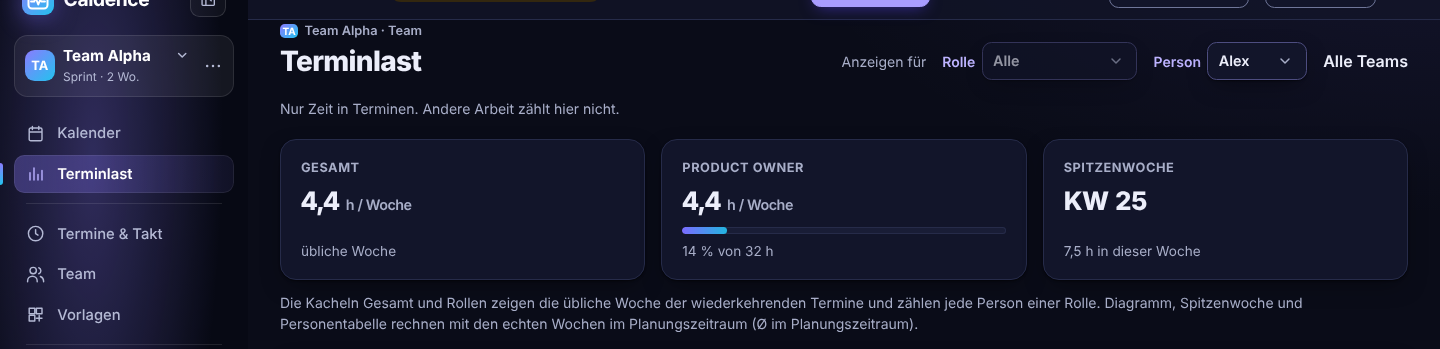 Caldence
TA Team Alpha
Sprint · 2 Wo.
Kalender
Terminlast
Termine & Takt
Team
Vorlagen
TA Team Alpha · Team
Terminlast
Anzeigen für Rolle Alle Person Alex Alle Teams
Nur Zeit in Terminen. Andere Arbeit zählt hier nicht.
GESAMT
4,4 h / Woche
übliche Woche
PRODUCT OWNER
4,4 h / Woche
14 % von 32 h
SPITZENWOCHE
KW 25
7,5 h in dieser Woche
Die Kacheln Gesamt und Rollen zeigen die übliche Woche der wiederkehrenden Termine und zählen jede Person einer Rolle. Diagramm, Spitzenwoche und
Personentabelle rechnen mit den echten Wochen im Planungszeitraum (Ø im Planungszeitraum).